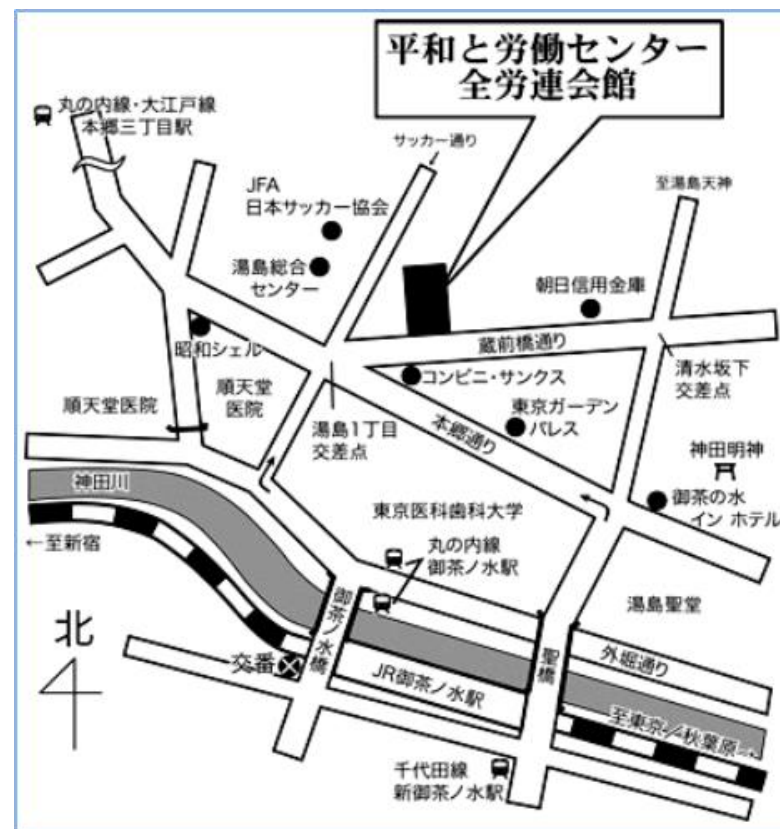 平和と労働センター
全労連会館
丸の内線・大江戸線
本郷三丁目駅
サッカー通り
至湯島天神
JFA
日本サッカー協会
湯島総合
センター
朝日信用金庫
昭和シェル
蔵前橋通り
清水坂下
交差点
コンビニ・サンクス
順天堂医院
順天堂
医院
湯島1丁目
交差点
本郷通り
東京ガーデン
パレス
神田明神
御茶の水
イン ホテル
神田川
東京医科歯科大学
←至新宿
丸の内線
御茶ノ水駅
湯島聖堂
北
御茶ノ水橋
交番
JR御茶ノ水駅
聖橋
外堀通り
至東京／秋葉原→
千代田線
新御茶ノ水駅